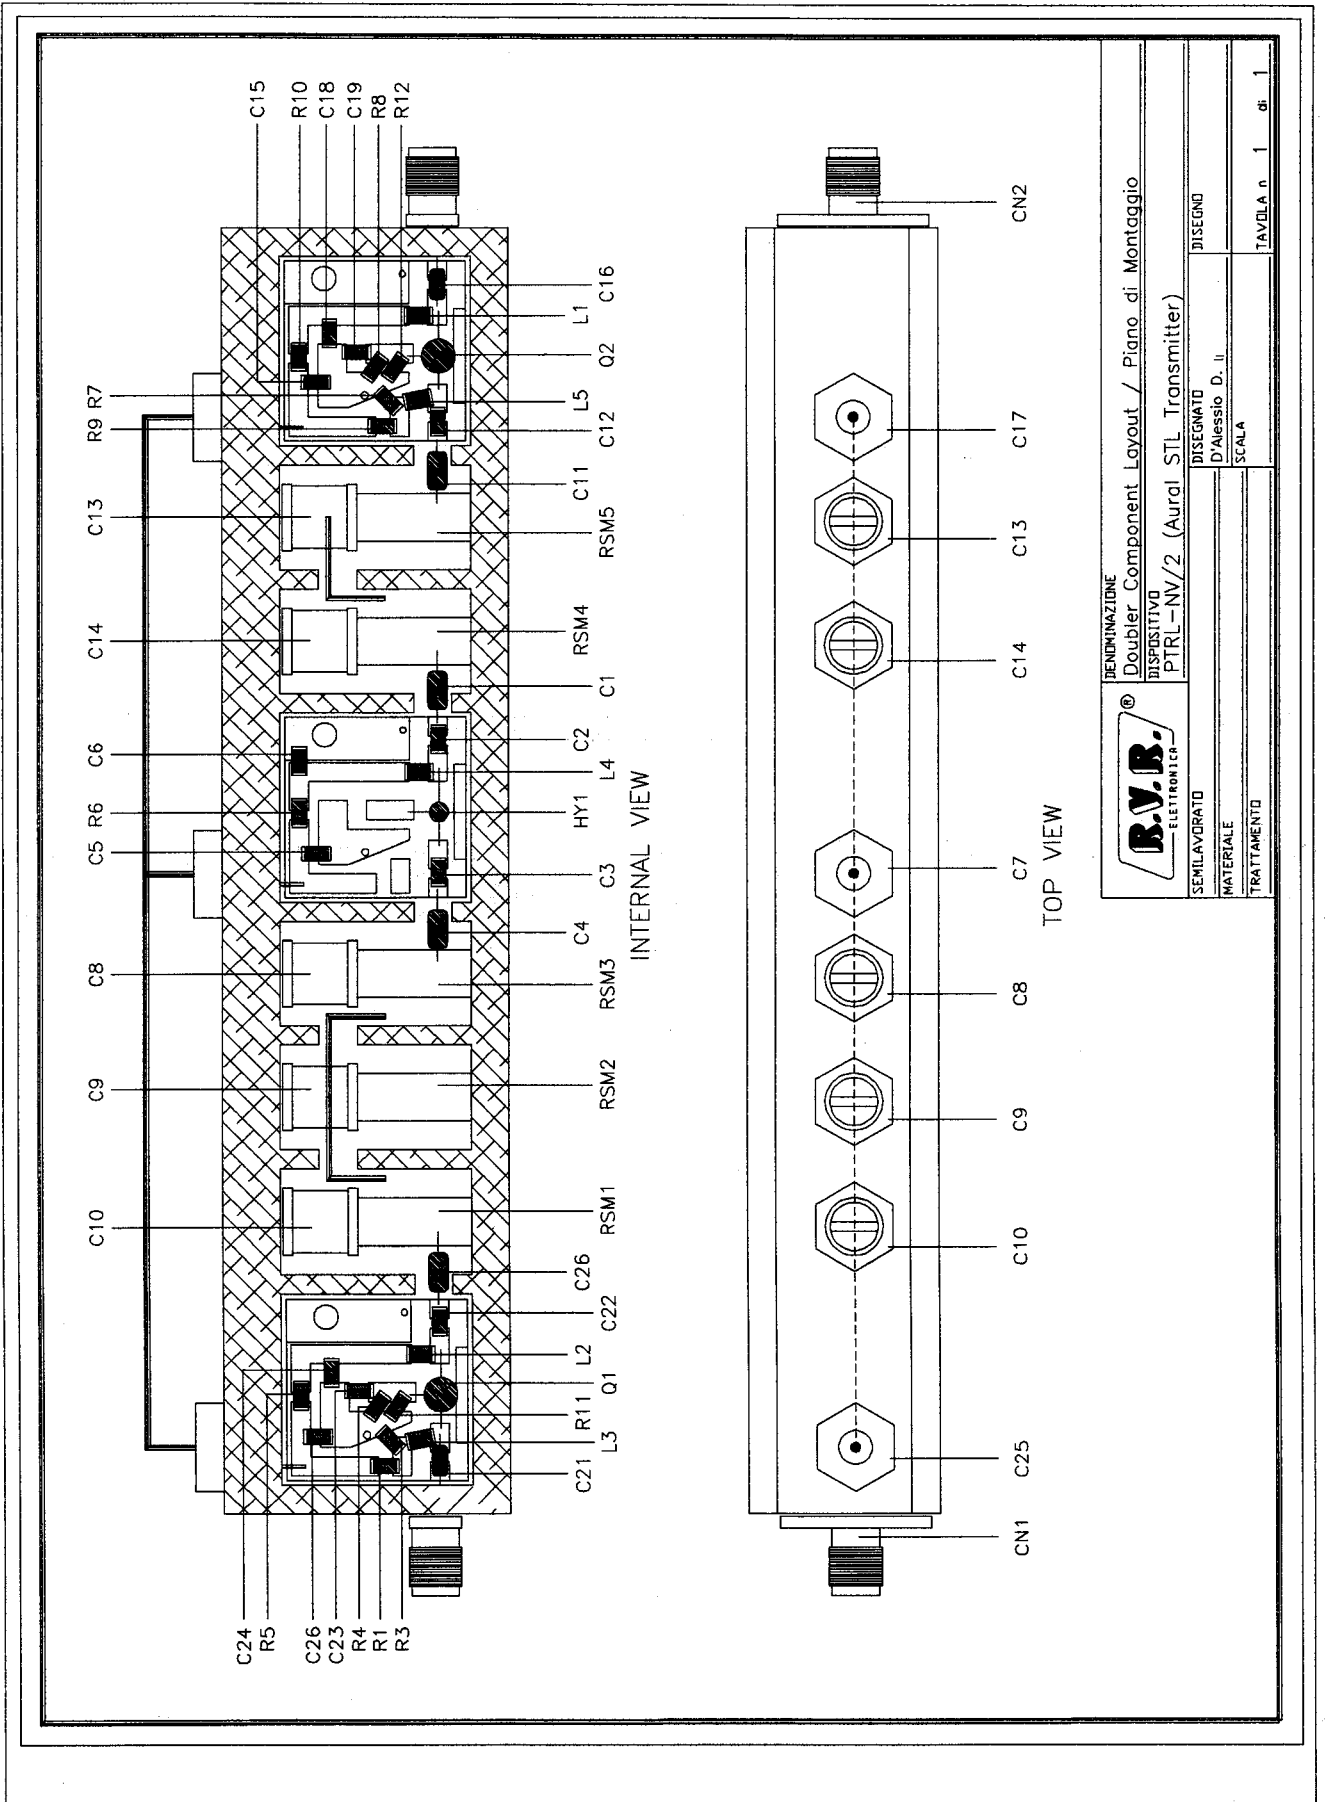 C10
C9
C8
C5
R6
C6
C14
C13
R9
R7
C15
R10
C18
C19
R8
R12
C24
R5
C26
C23
R4
R1
R3
C21
L3
R11
Q1
L2
C22
C26
RSM1
RSM2
RSM3
C4
C3
HY1
L4
C2
C1
RSM4
RSM5
C11
C12
L5
Q2
L1
C16
INTERNAL VIEW
CN1
C25
C10
C9
C8
C7
C14
C13
C17
CN2
TOP VIEW
R.V.R.®
ELETTRONICA
DENOMINAZIONE
Doubler Component Layout / Piano di Montaggio
DISPOSITIVO
PTRL-NV/2 (Aural STL Transmitter)
SEMILAVORATO
MATERIALE
TRATTAMENTO
DISEGNATO
D'Alessio D.
SCALA
DISEGNO
TAVOLA n 1 di 1